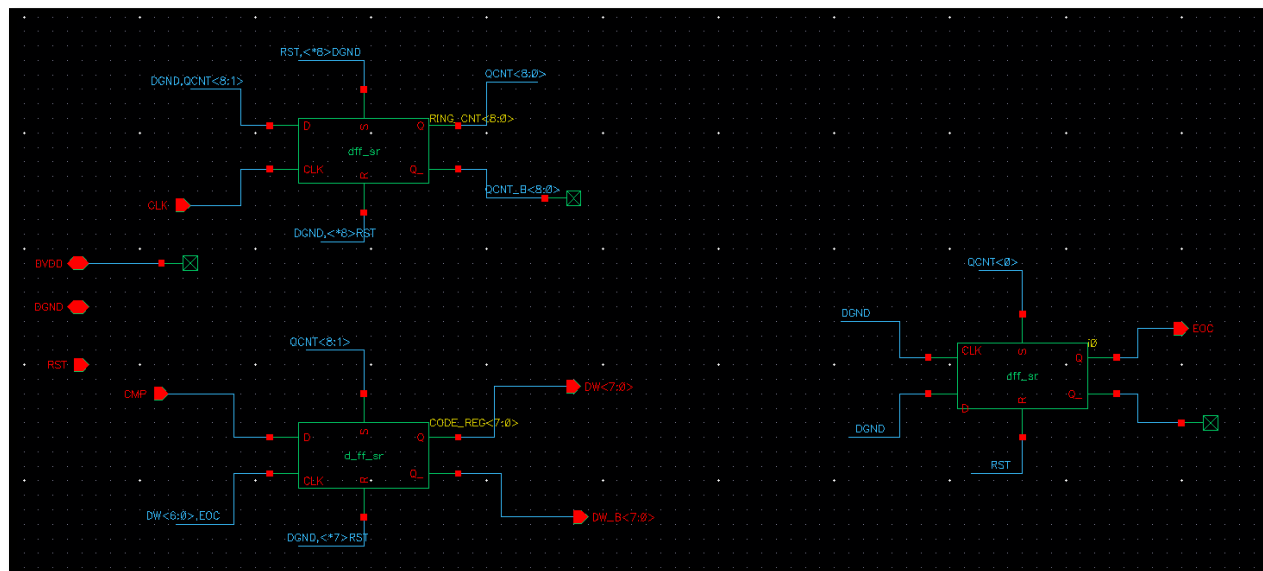 RST,<*8>DGND
DGND,QCNT<8:1>
QCNT<8:0>
RING_CNT<8:0>
D
S
Q
dff_sr
CLK
R
Q_
QCNT_B<8:0>
CLK
DGND,<*8>RST
DVDD
DGND
RST
QCNT<8:1>
CMP
DW<7:0>
CODE_REG<7:0>
D
S
Q
d_ff_sr
CLK
R
Q_
DW<6:0>,EOC
DW_B<7:0>
DGND,<*7>RST
QCNT<0>
DGND
EOC
i0
CLK
S
Q
dff_sr
D
R
Q_
DGND
RST